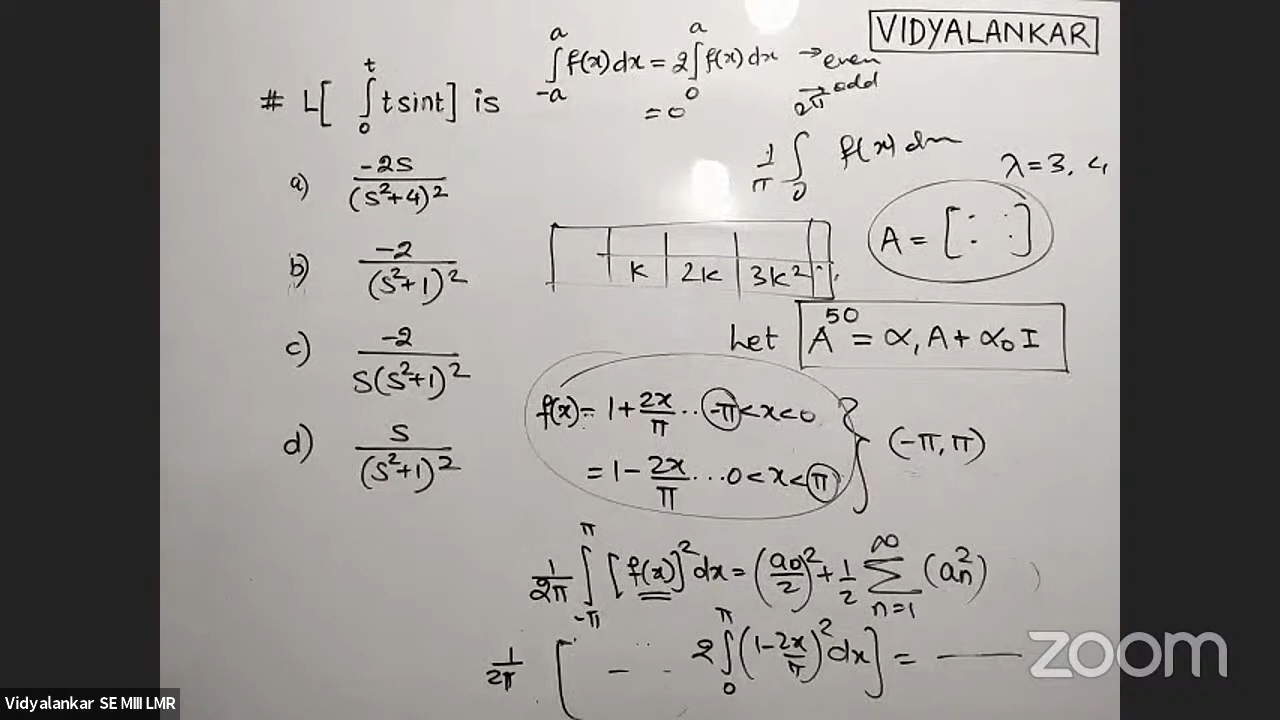 VIDYALANKAR
# L[ ∫₀ᵗ t sint ] is
a) -2s / (s²+4)²
b) -2 / (s²+1)²
c) -2 / s(s²+1)²
d) s / (s²+1)²
∫₋ₐᵃ f(x) dx = 2∫₀ᵃ f(x) dx → even
= 0 → odd
1/π ∫₀^2π f(x) dx
λ = 3, 4
A = [ ]
k 2k 3k²
Let A⁵⁰ = α₁A + α₀I
f(x) = 1 + 2x/π .. -π < x < 0
= 1 - 2x/π ... 0 < x < π
(-π, π)
1/2π ∫₋π^π [f(x)]² dx = (a₀/2)² + 1/2 ∑ₙ₌₁^∞ (aₙ²)
1/2π [ - .. 2∫₀^π (1 - 2x/π)² dx ] = —
zoom
Vidyalankar SE MIII LMR